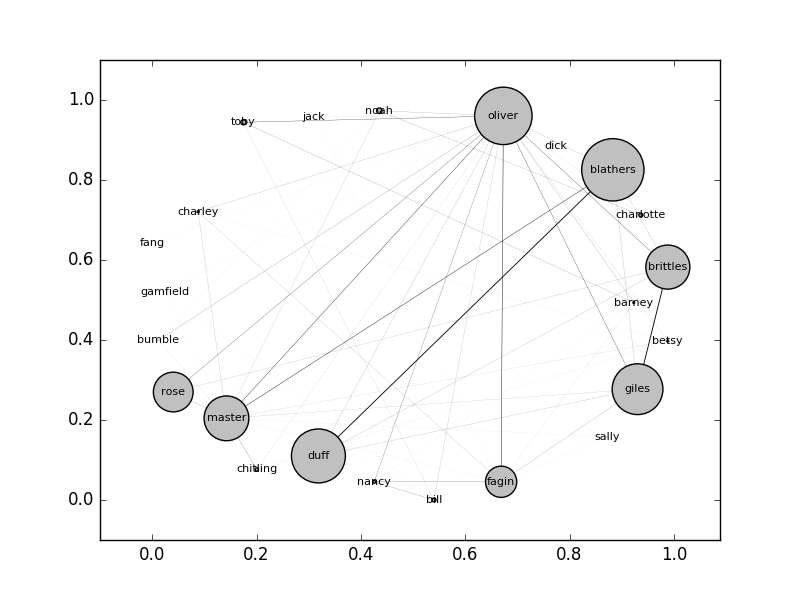 1.0
0.8
0.6
0.4
0.2
0.0
noah
oliver
jack
toby
dick
blathers
charley
charlotte
fang
brittles
gamfield
barney
bumble
betsy
rose
giles
master
sally
duff
chitling
nancy
fagin
bill
0.0 0.2 0.4 0.6 0.8 1.0